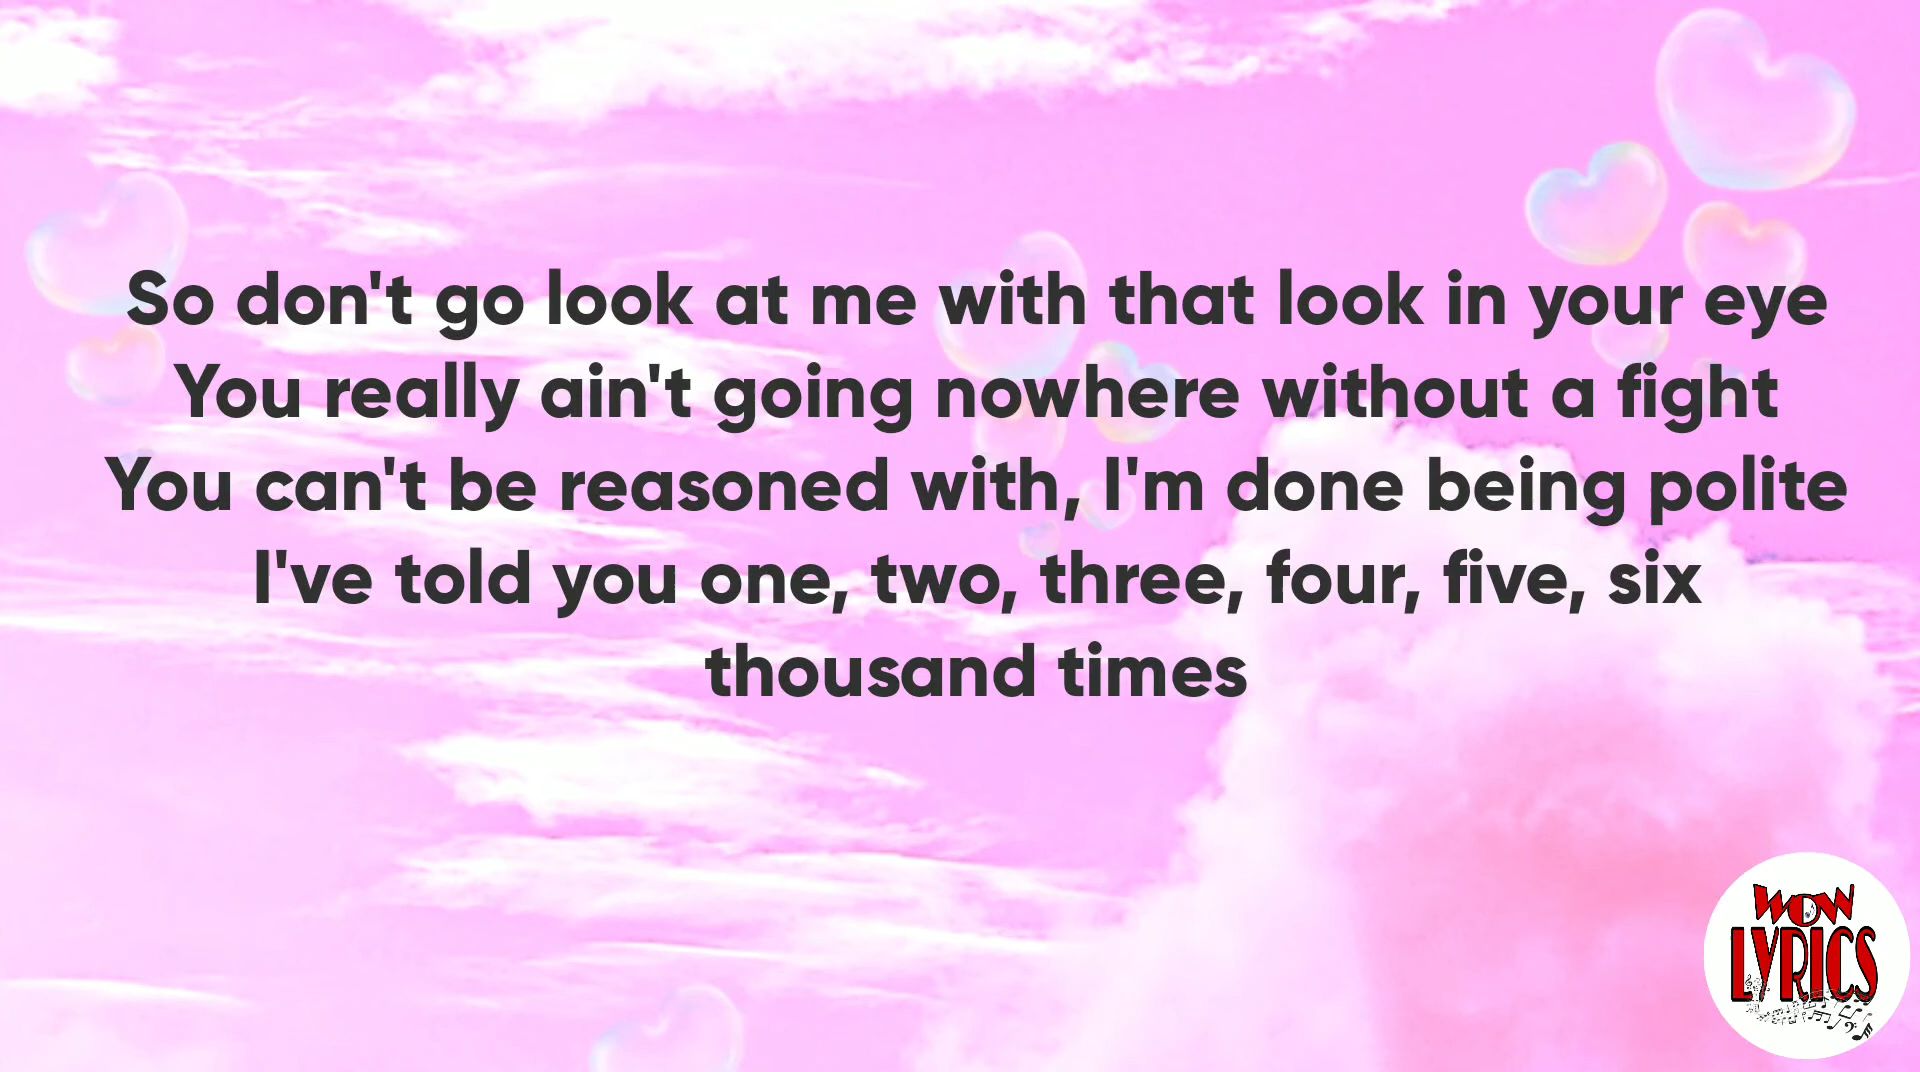 So don't go look at me with that look in your eye
You really ain't going nowhere without a fight
You can't be reasoned with, I'm done being polite
I've told you one, two, three, four, five, six
thousand times
WOW
LYRICS